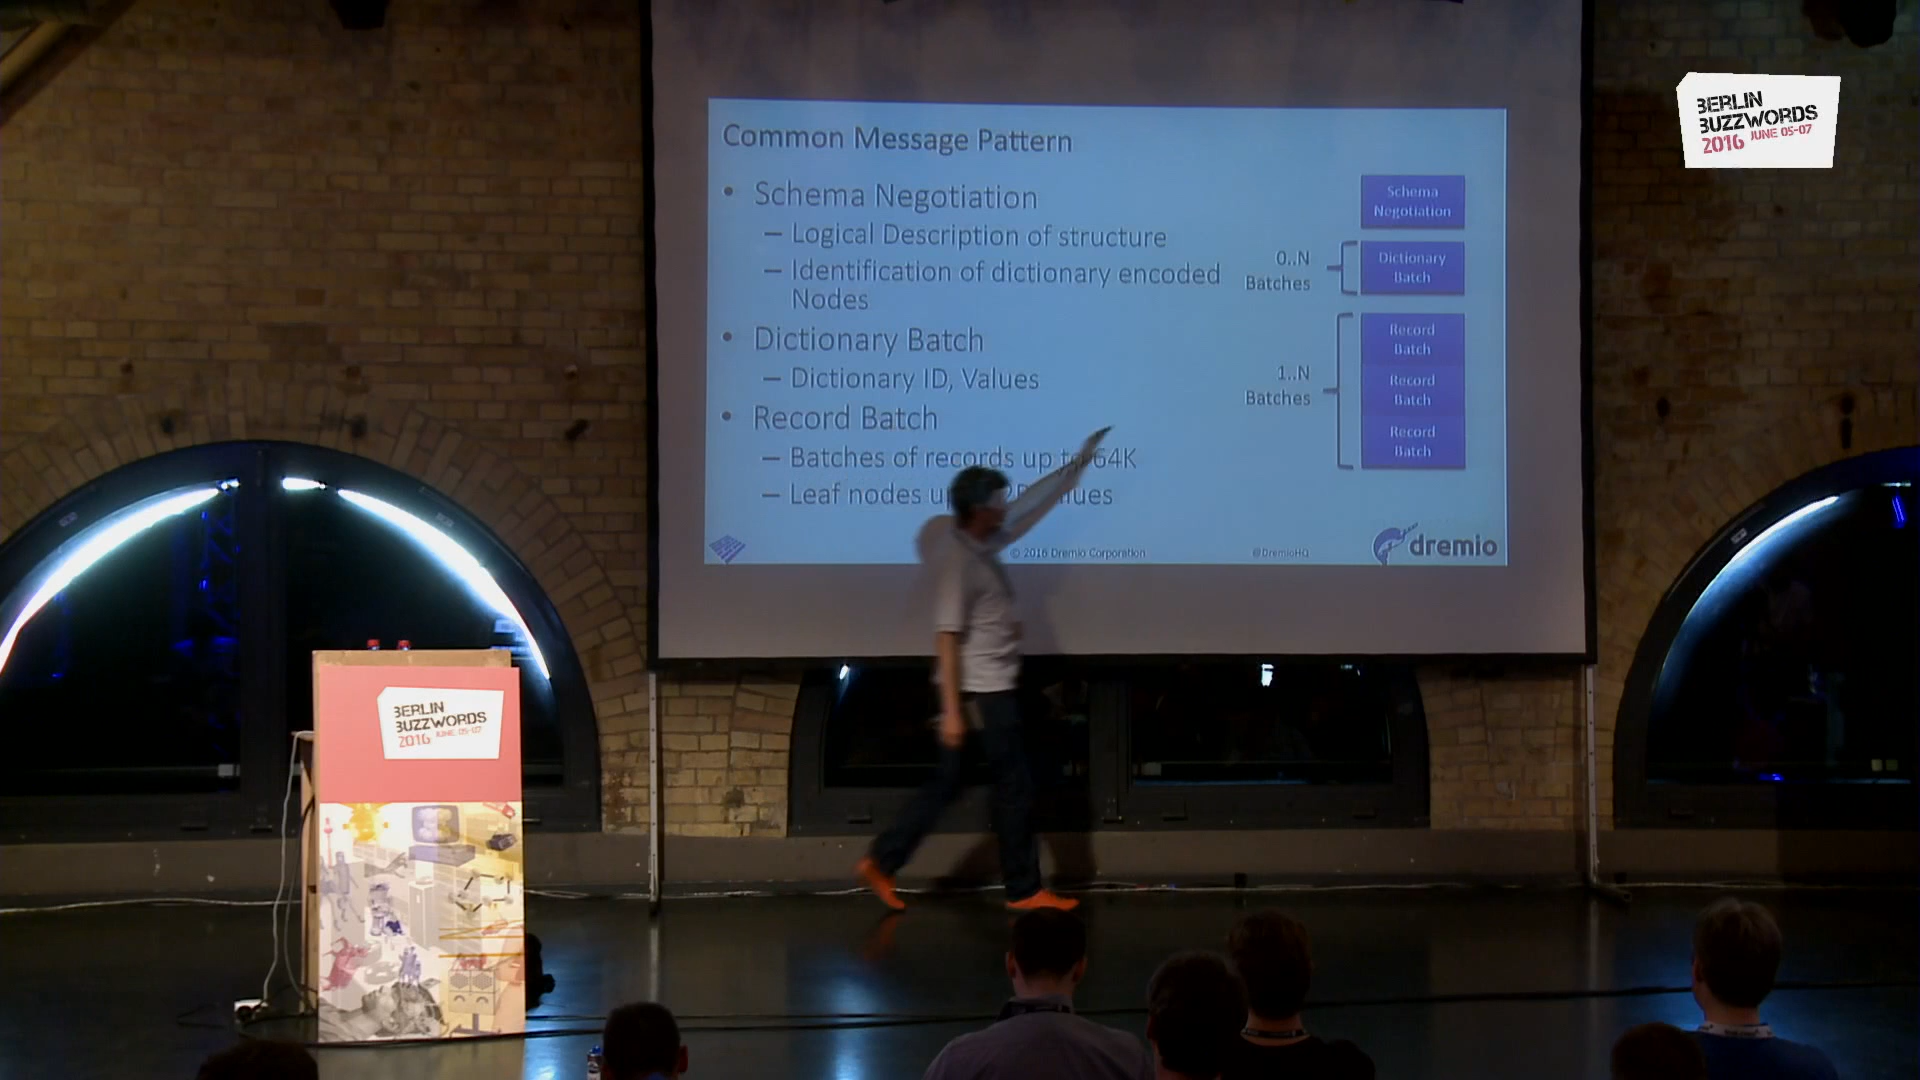 Common Message Pattern
• Schema Negotiation
– Logical Description of structure
– Identification of dictionary encoded
Nodes
• Dictionary Batch
– Dictionary ID, Values
• Record Batch
– Batches of records up to 64K
– Leaf nodes
Schema
Negotiation
0..N
Batches
Dictionary
Batch
1..N
Batches
Record
Batch
Record
Batch
Record
Batch
© 2016 Dremio Corporation
@DremioHQ
dremio
BERLIN
BUZZWORDS
2016 JUNE 05-07
BERLIN
BUZZWORDS
2016 JUNE 05-07